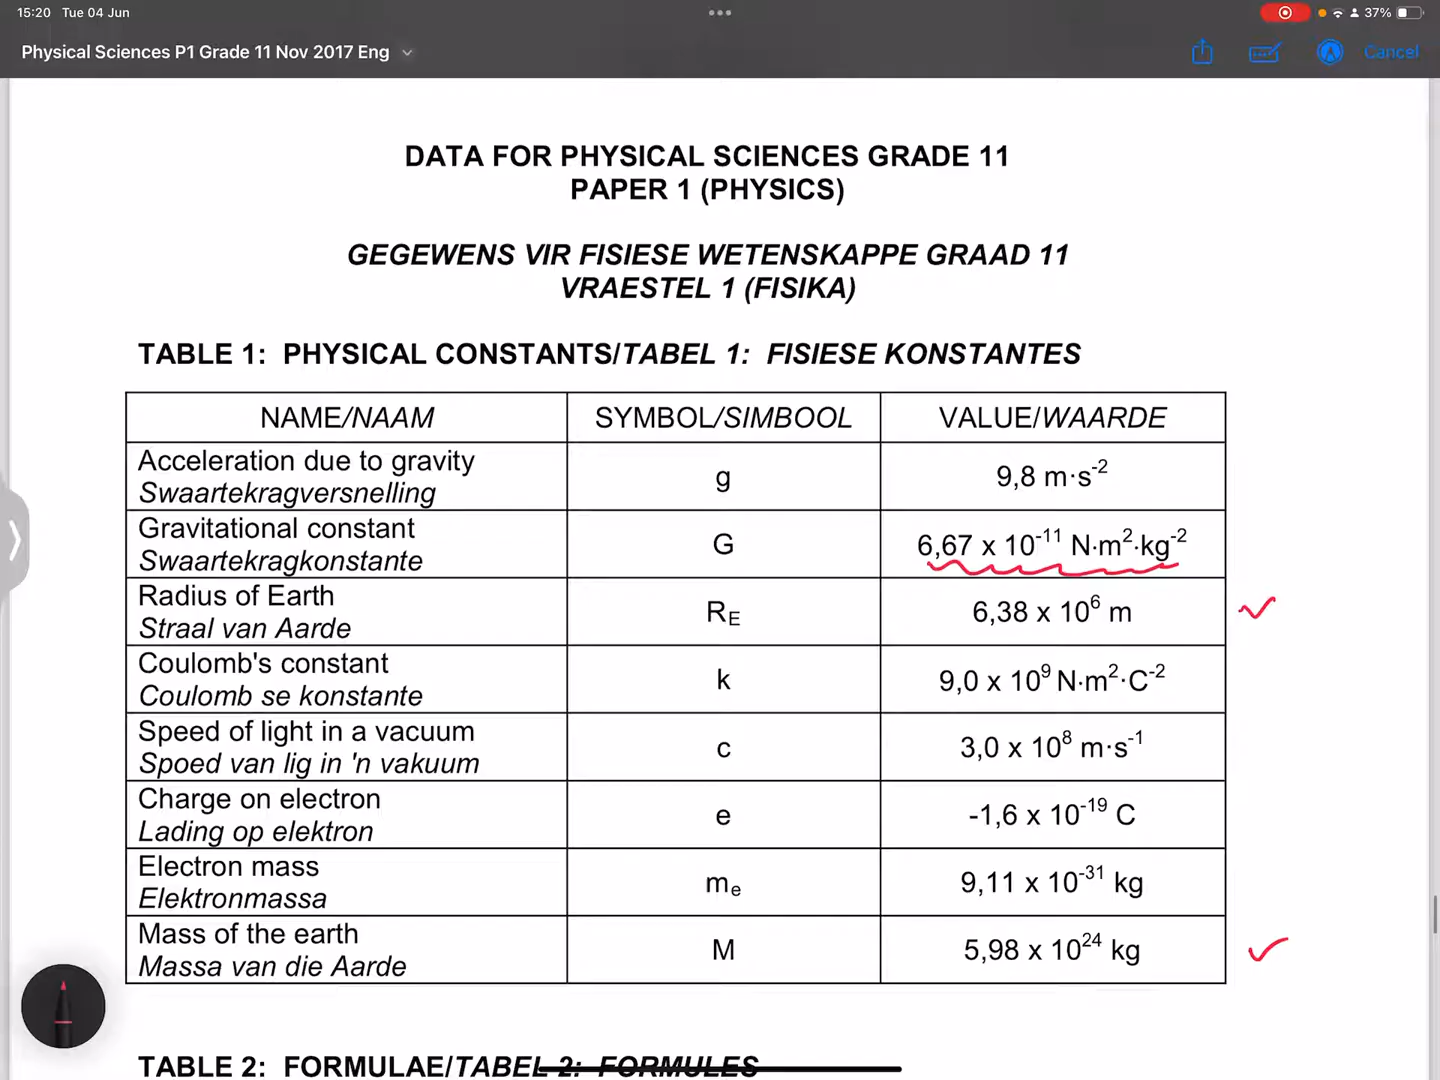 15:20 Tue 04 Jun
37%
Physical Sciences P1 Grade 11 Nov 2017 Eng
Cancel
DATA FOR PHYSICAL SCIENCES GRADE 11
PAPER 1 (PHYSICS)
GEGEWENS VIR FISIESE WETENSKAPPE GRAAD 11
VRAESTEL 1 (FISIKA)
TABLE 1: PHYSICAL CONSTANTS/TABEL 1: FISIESE KONSTANTES
NAME/NAAM SYMBOL/SIMBOOL VALUE/WAARDE
Acceleration due to gravity
Swaartekragversnelling
g
9,8 m·s⁻²
Gravitational constant
Swaartekragkonstante
G
6,67 x 10⁻¹¹ N·m²·kg⁻²
Radius of Earth
Straal van Aarde
R_E
6,38 x 10⁶ m
Coulomb's constant
Coulomb se konstante
k
9,0 x 10⁹ N·m²·C⁻²
Speed of light in a vacuum
Spoed van lig in 'n vakuum
c
3,0 x 10⁸ m·s⁻¹
Charge on electron
Lading op elektron
e
-1,6 x 10⁻¹⁹ C
Electron mass
Elektronmassa
mₑ
9,11 x 10⁻³¹ kg
Mass of the earth
Massa van die Aarde
M
5,98 x 10²⁴ kg
TABLE 2: FORMULAE/TABEL 2: FORMULES